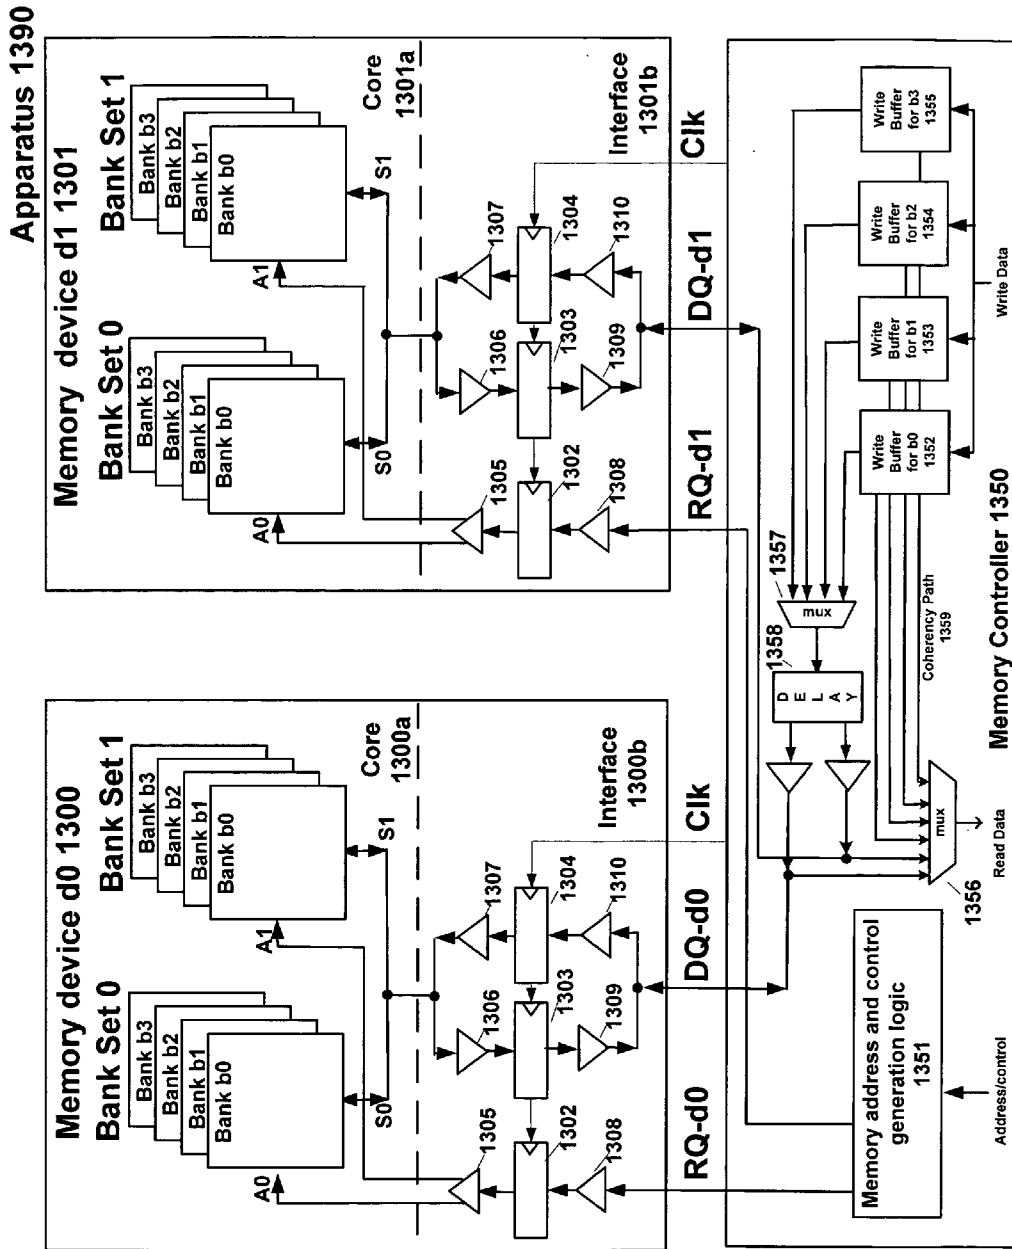 Apparatus 1390
Memory device d0 1300
Bank Set 0
Bank b3
Bank b2
Bank b1
Bank b0
Bank Set 1
Bank b3
Bank b2
Bank b1
Bank b0
A0
S0
A1
S1
Core
1300a
1305
1306
1307
1302
1303
1304
1308
1309
1310
Interface
1300b
RQ-d0
DQ-d0
Clk
Memory device d1 1301
Bank Set 0
Bank b3
Bank b2
Bank b1
Bank b0
Bank Set 1
Bank b3
Bank b2
Bank b1
Bank b0
A0
S0
A1
S1
Core
1301a
1305
1306
1307
1302
1303
1304
1308
1309
1310
Interface
1301b
RQ-d1
DQ-d1
Clk
Memory address and control
generation logic
1351
Address/control
1356
mux
Read Data
DELAY
1358
mux
1357
Coherency Path
1359
Write
Buffer
for b0
1352
Write
Buffer
for b1
1353
Write
Buffer
for b2
1354
Write
Buffer
for b3
1355
Write Data
Memory Controller 1350